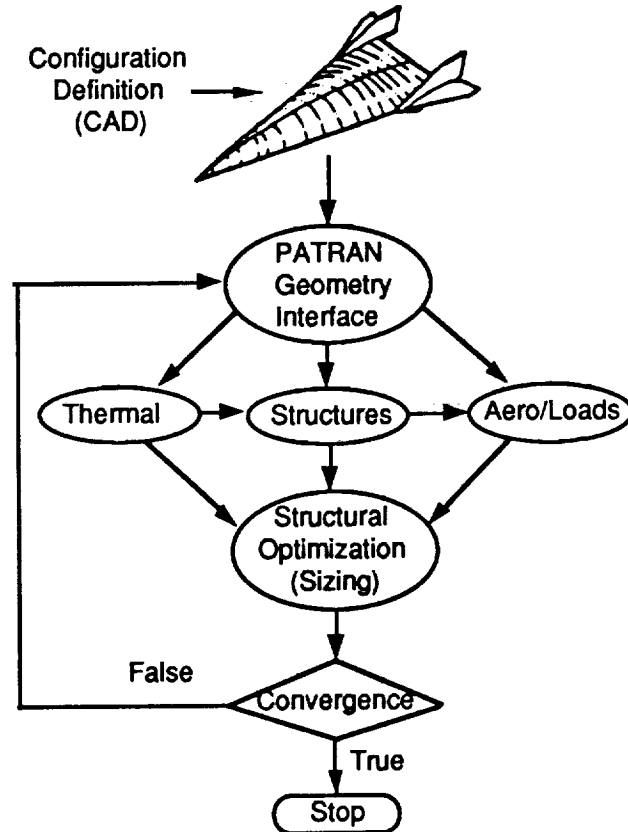 Configuration
Definition
(CAD)
PATRAN
Geometry
Interface
Thermal
Structures
Aero/Loads
Structural
Optimization
(Sizing)
False
Convergence
True
Stop